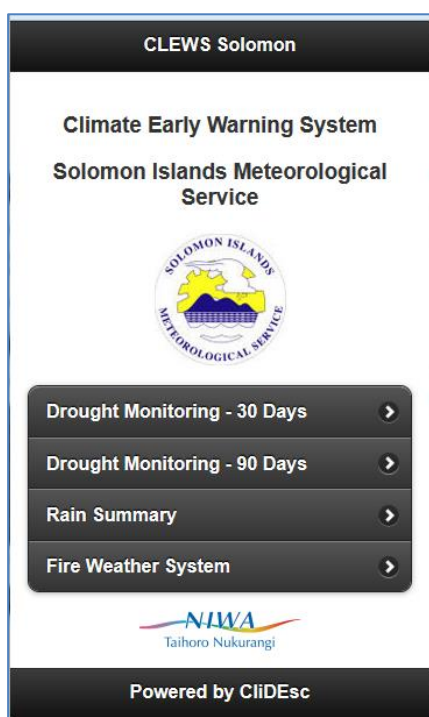 CLEWS Solomon
Climate Early Warning System
Solomon Islands Meteorological
Service
SOLOMON ISLANDS
METEOROLOGICAL SERVICE
Drought Monitoring - 30 Days
Drought Monitoring - 90 Days
Rain Summary
Fire Weather System
NIWA
Taihoro Nukurangi
Powered by CliDEsc